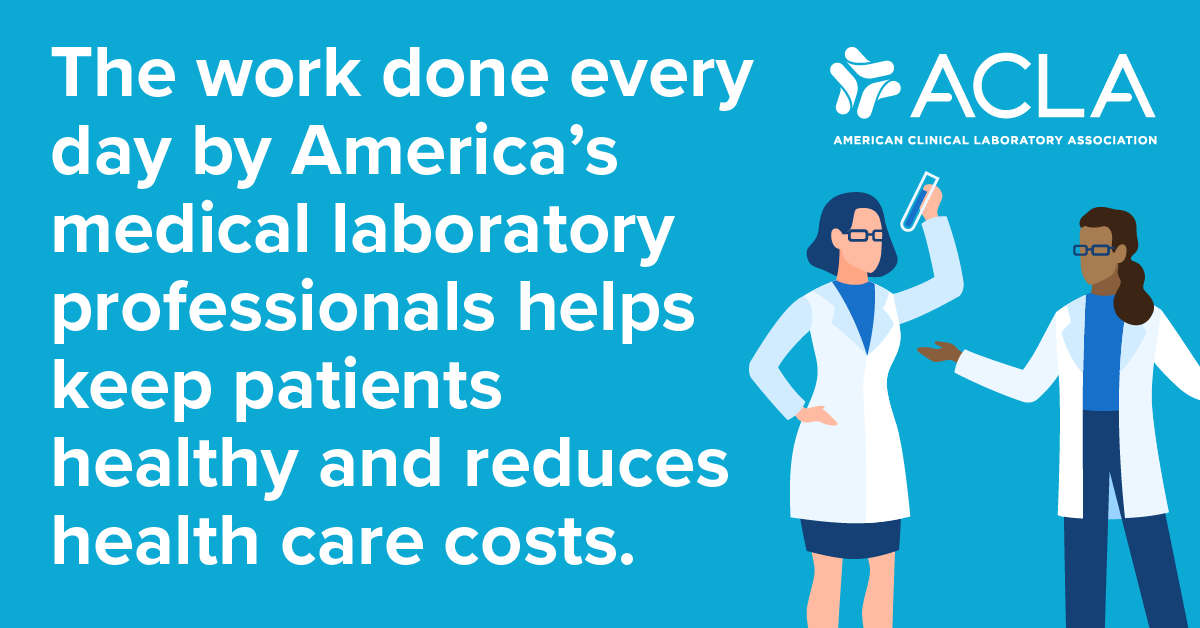 The work done every
day by America’s
medical laboratory
professionals helps
keep patients
healthy and reduces
health care costs.
ACLA
AMERICAN CLINICAL LABORATORY ASSOCIATION